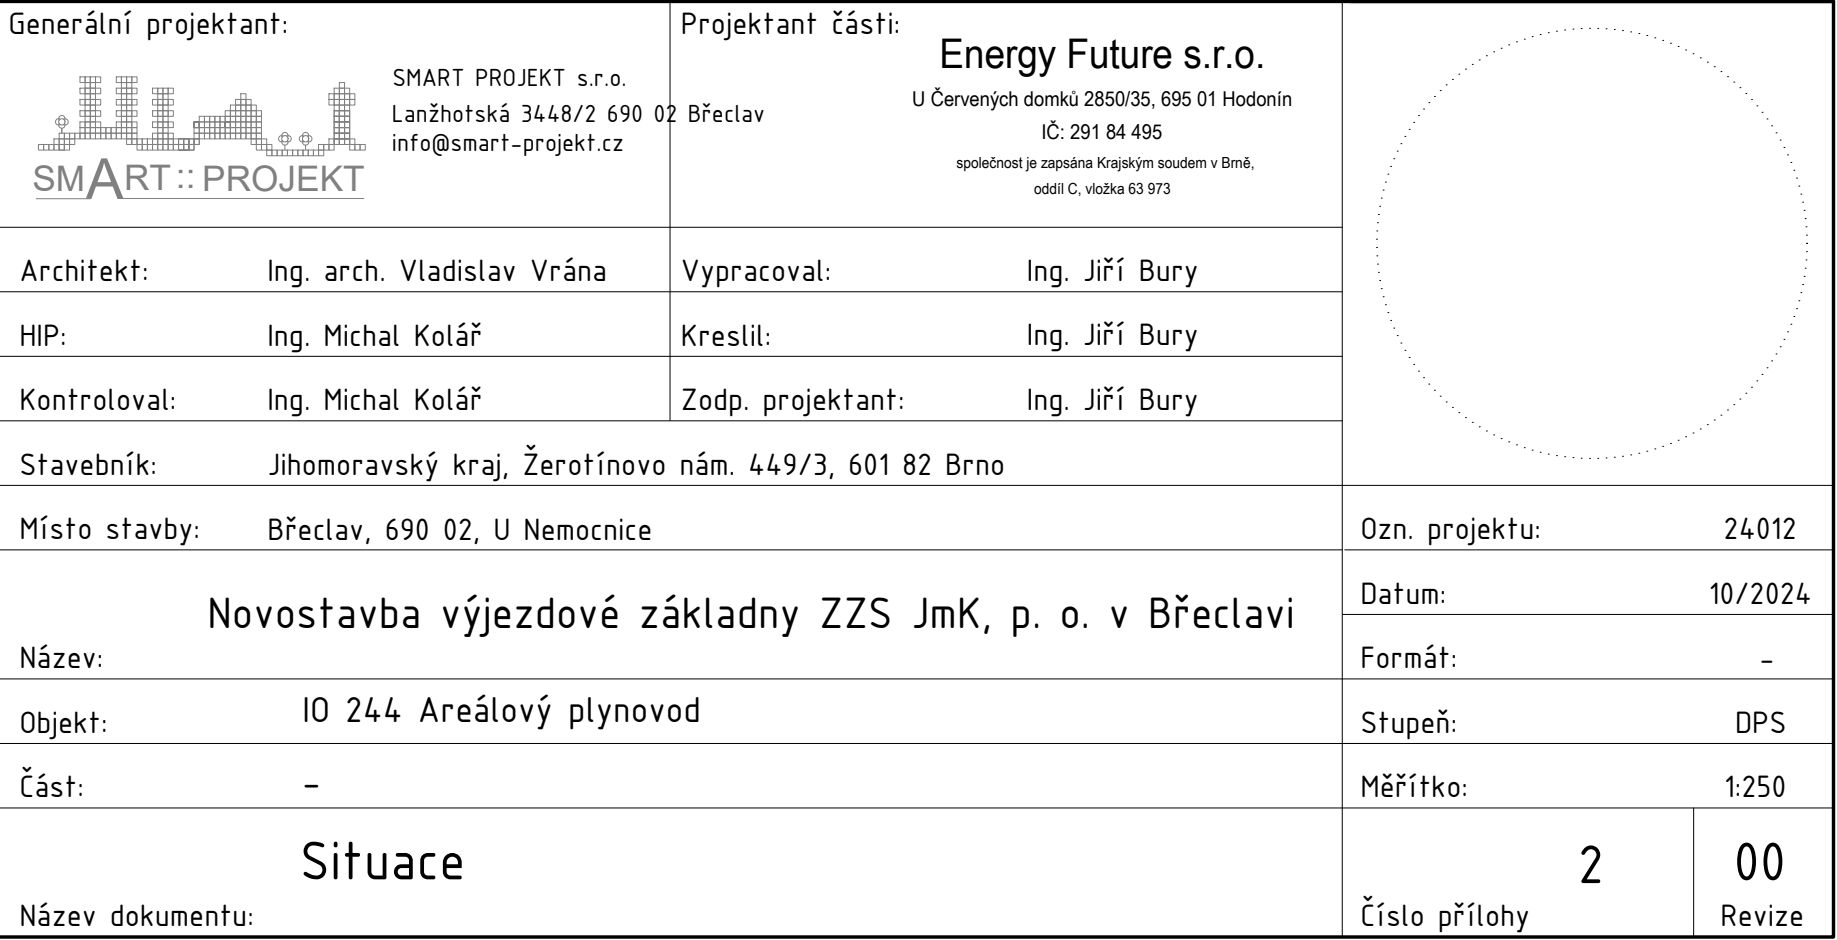 Generální projektant:
SMART PROJEKT s.r.o.
Lanžhotská 3448/2 690 02 Břeclav
info@smart-projekt.cz
SMART :: PROJEKT
Projektant části:
Energy Future s.r.o.
U Červených domků 2850/35, 695 01 Hodonín
IČ: 291 84 495
společnost je zapsána Krajským soudem v Brně,
oddíl C, vložka 63 973
Architekt: Ing. arch. Vladislav Vrána
Vypracoval: Ing. Jiří Bury
HIP: Ing. Michal Kolář
Kreslil: Ing. Jiří Bury
Kontroloval: Ing. Michal Kolář
Zodp. projektant: Ing. Jiří Bury
Stavebník: Jihomoravský kraj, Žerotínovo nám. 449/3, 601 82 Brno
Místo stavby: Břeclav, 690 02, U Nemocnice
Ozn. projektu: 24012
Novostavba výjezdové základny ZZS JmK, p. o. v Břeclavi
Název:
Datum: 10/2024
Formát: -
Objekt: IO 244 Areálový plynovod
Stupeň: DPS
Část: -
Měřítko: 1:250
Situace
Název dokumentu:
2
Číslo přílohy
00
Revize